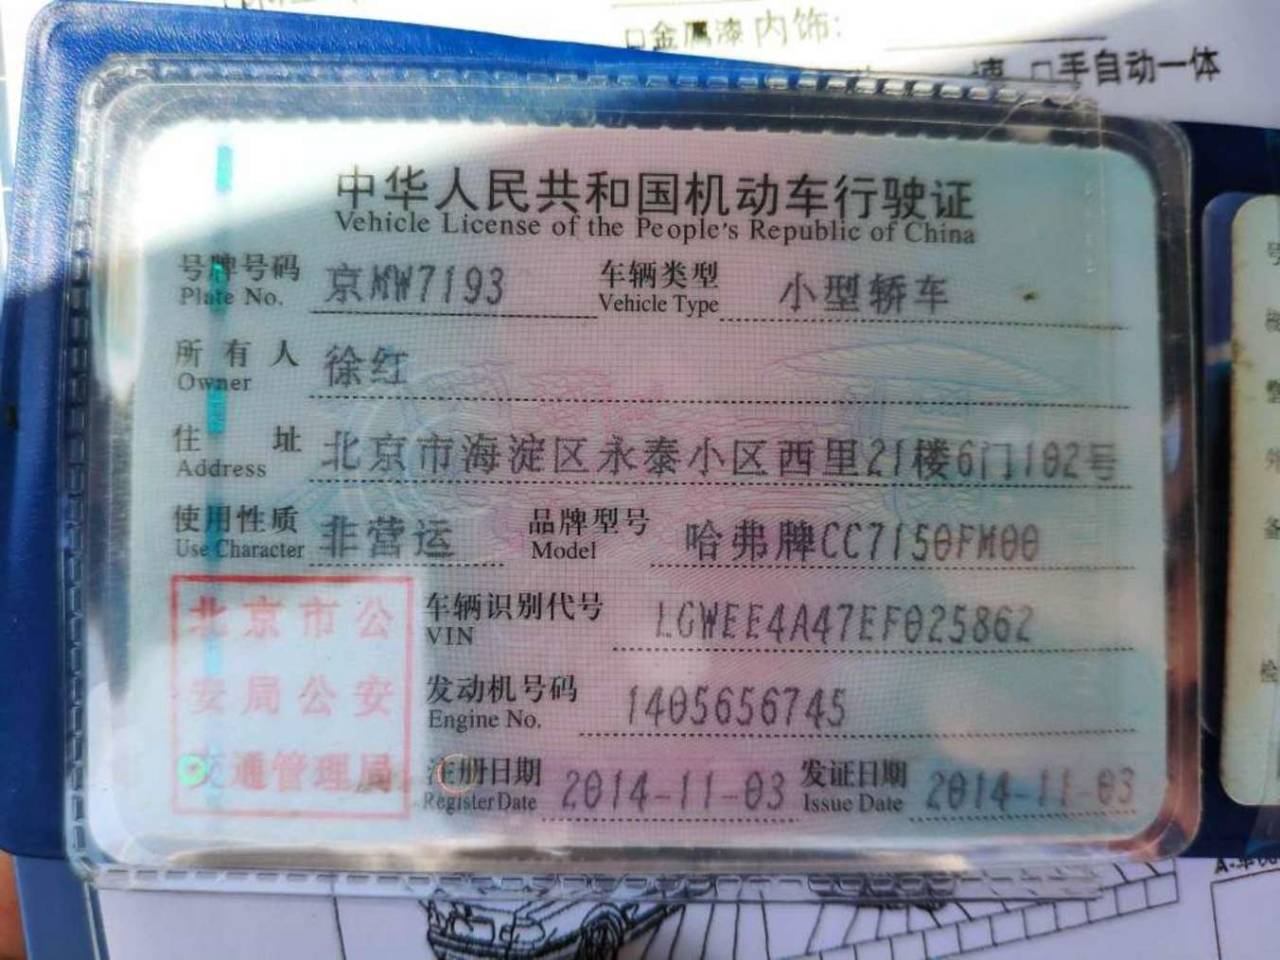 □金属漆 内饰:
□手自动一体
中华人民共和国机动车行驶证
Vehicle License of the People's Republic of China
号牌号码 京MW7193 车辆类型 小型轿车
Plate No. Vehicle Type
所有人 徐红
Owner
住址 北京市海淀区永泰小区西里21楼6门102号
Address
使用性质 非营运 品牌型号 哈弗牌CC7150FM00
Use Character Model
车辆识别代号 LGWEE4A47EF025862
VIN
发动机号码 1405656745
Engine No.
注册日期 2014-11-03 发证日期 2014-11-03
Register Date Issue Date
北京市公
安局公安
交通管理局